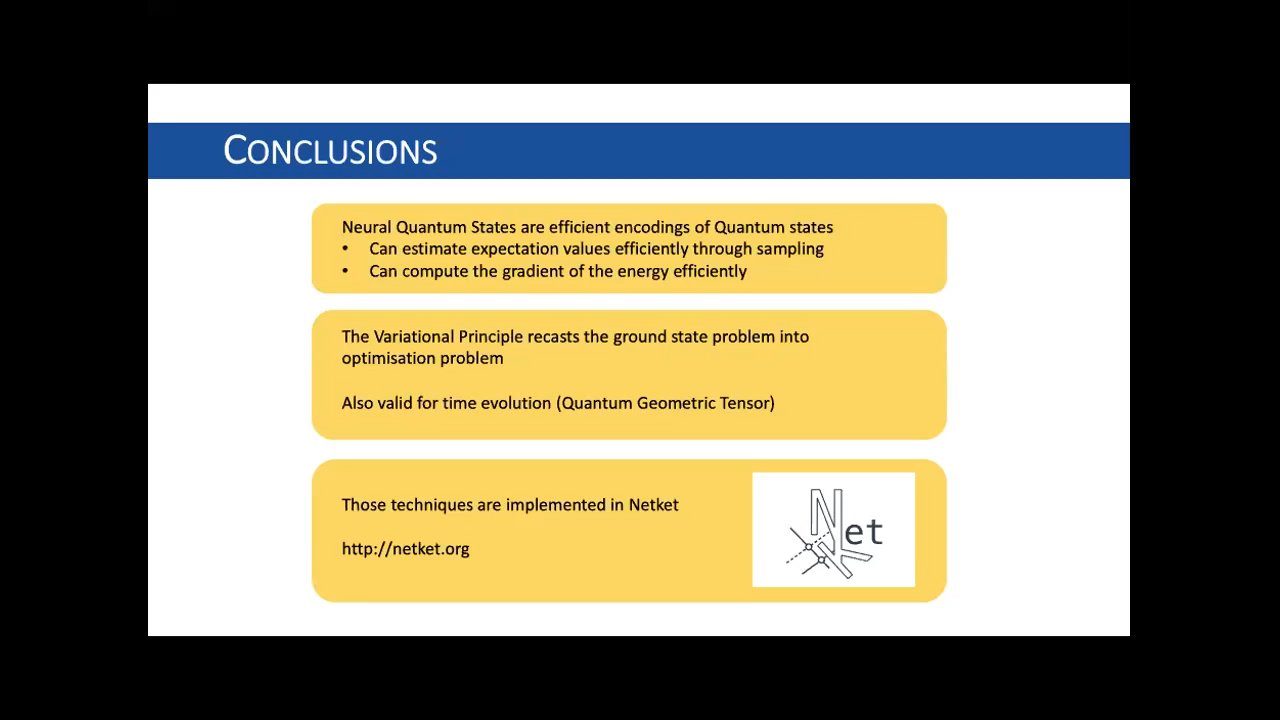 CONCLUSIONS
Neural Quantum States are efficient encodings of Quantum states
• Can estimate expectation values efficiently through sampling
• Can compute the gradient of the energy efficiently
The Variational Principle recasts the ground state problem into
optimisation problem
Also valid for time evolution (Quantum Geometric Tensor)
Those techniques are implemented in Netket
http://netket.org
Net
K